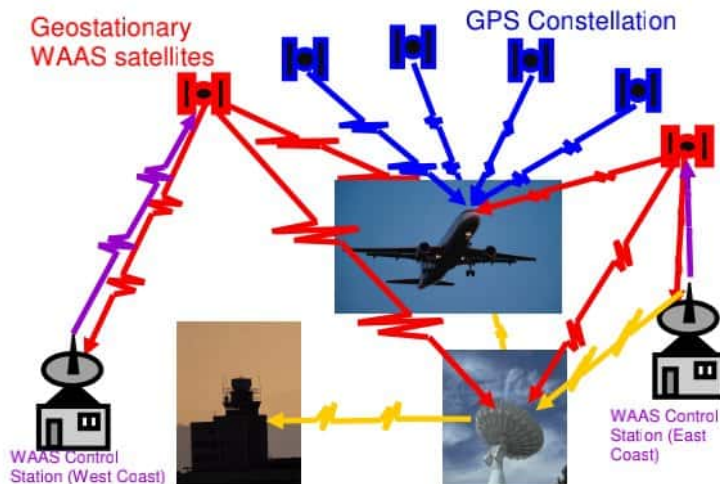 Geostationary
WAAS satellites
GPS Constellation
WAAS Control
Station (West Coast)
WAAS Control
Station (East
Coast)